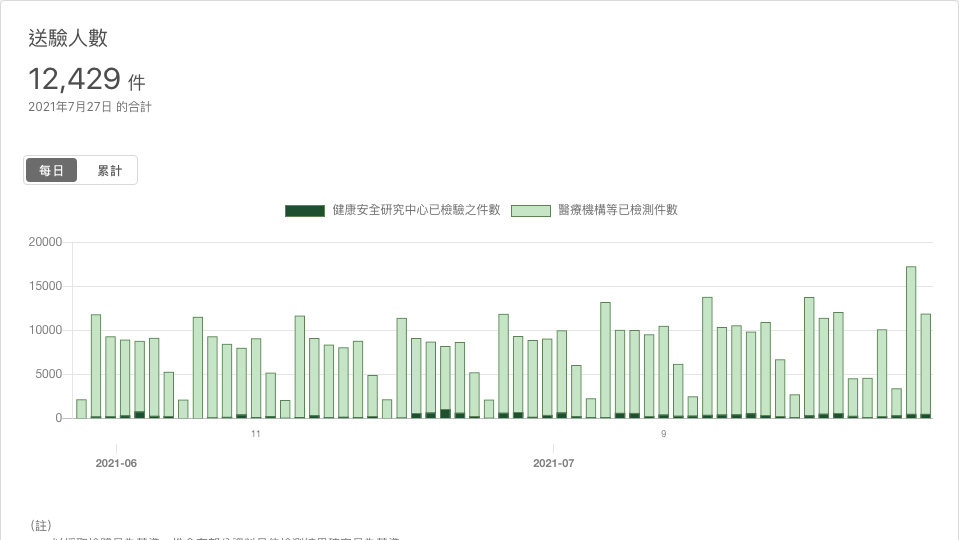 送驗人數
12,429 件
2021年7月27日 的合計
每日 累計
健康安全研究中心已檢驗之件數 醫療機構等已檢測件數
20000
15000
10000
5000
0
11 9
2021-06 2021-07
(註)